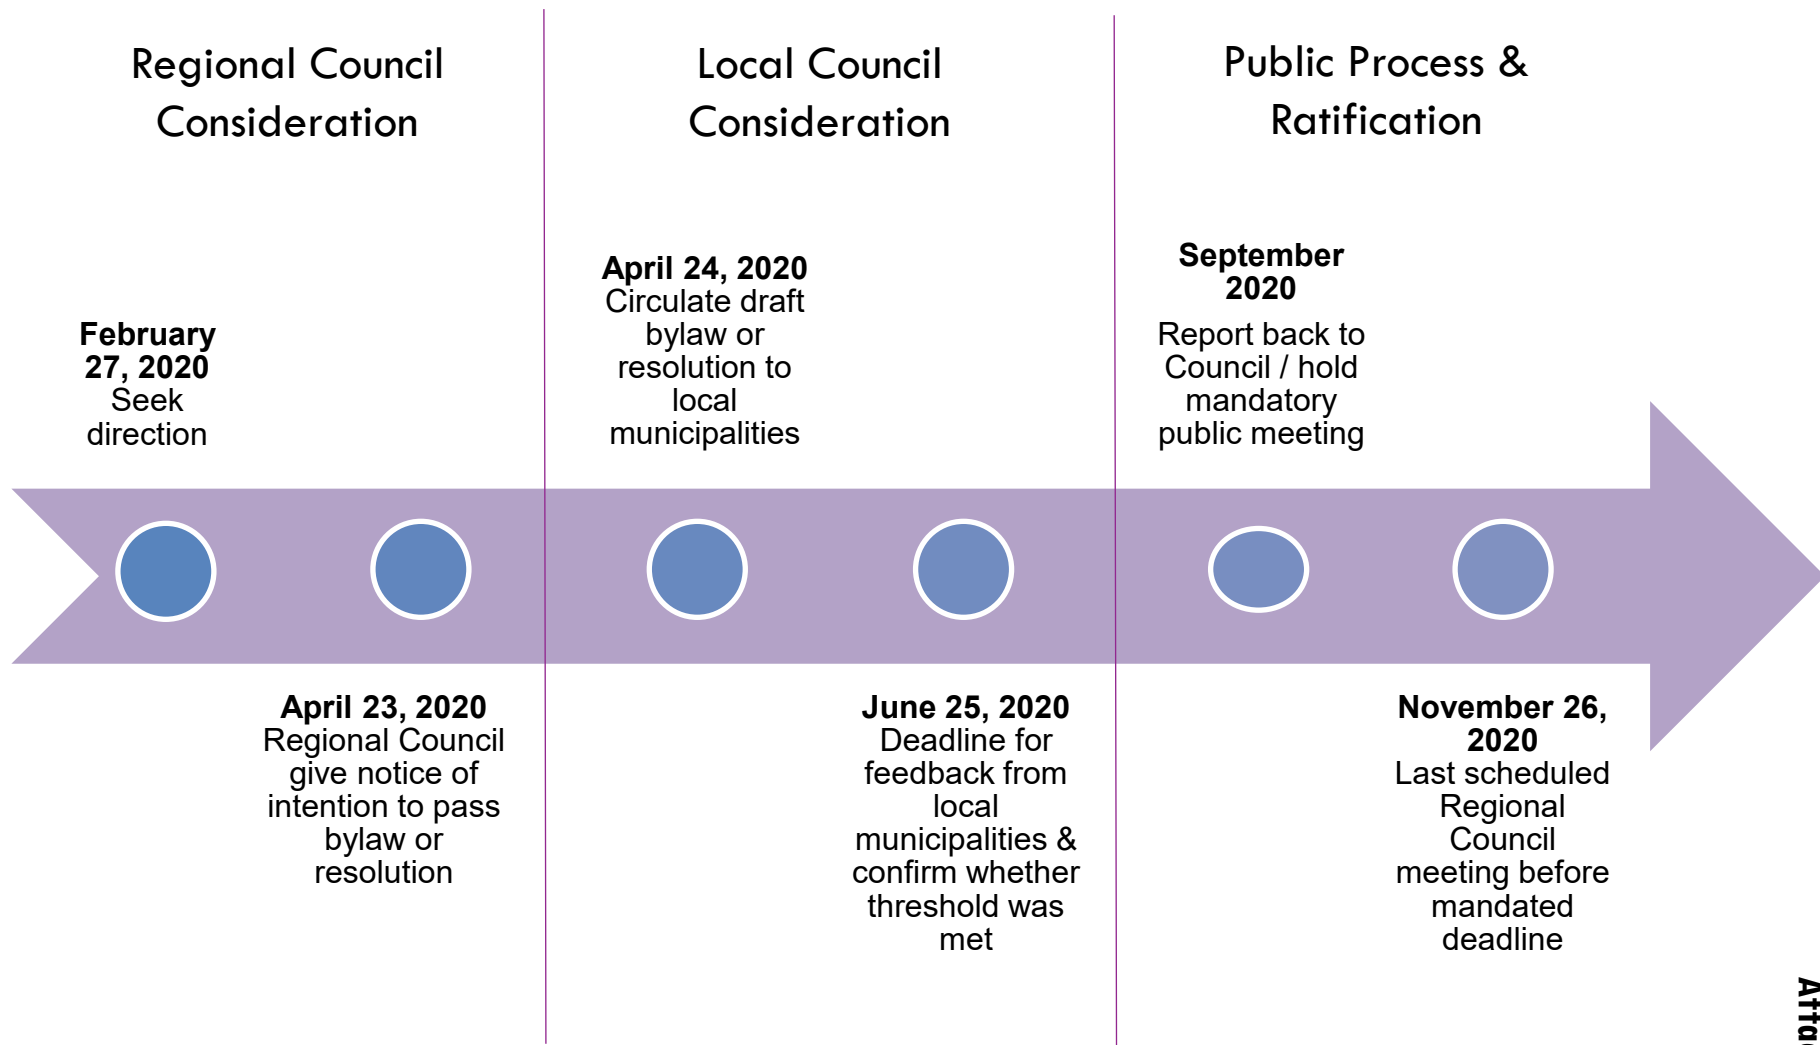 Regional Council
Consideration
Local Council
Consideration
Public Process &
Ratification
February
27, 2020
Seek
direction
April 23, 2020
Regional Council
give notice of
intention to pass
bylaw or
resolution
April 24, 2020
Circulate draft
bylaw or
resolution to
local
municipalities
June 25, 2020
Deadline for
feedback from
local
municipalities &
confirm whether
threshold was
met
September
2020
Report back to
Council / hold
mandatory
public meeting
November 26,
2020
Last scheduled
Regional
Council
meeting before
mandated
deadline